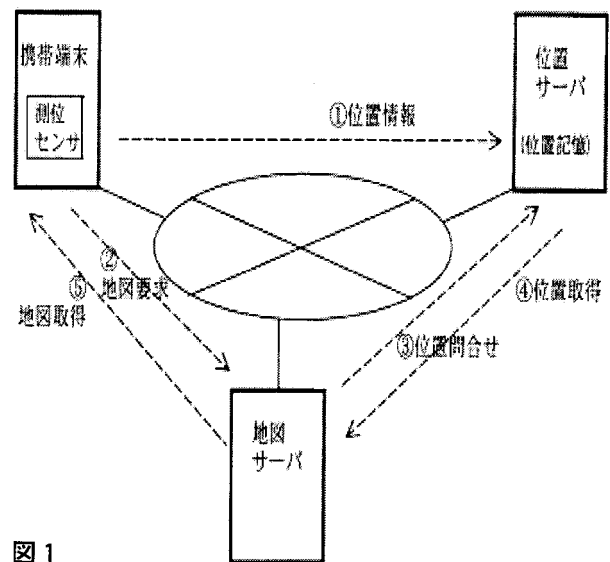 携帯端末
測位
センサ
位置
サーバ
(位置記憶)
①位置情報
②
地図要求
⑤
地図取得
④位置取得
③位置問合せ
地図
サーバ
図 1